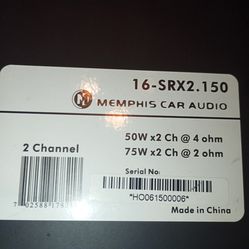 16-SRX2.150
MEMPHIS CAR AUDIO
50W x2 Ch @ 4 ohm
75W x2 Ch @ 2 ohm
2 Channel
Serial No:
*HO061500006*
Made in China